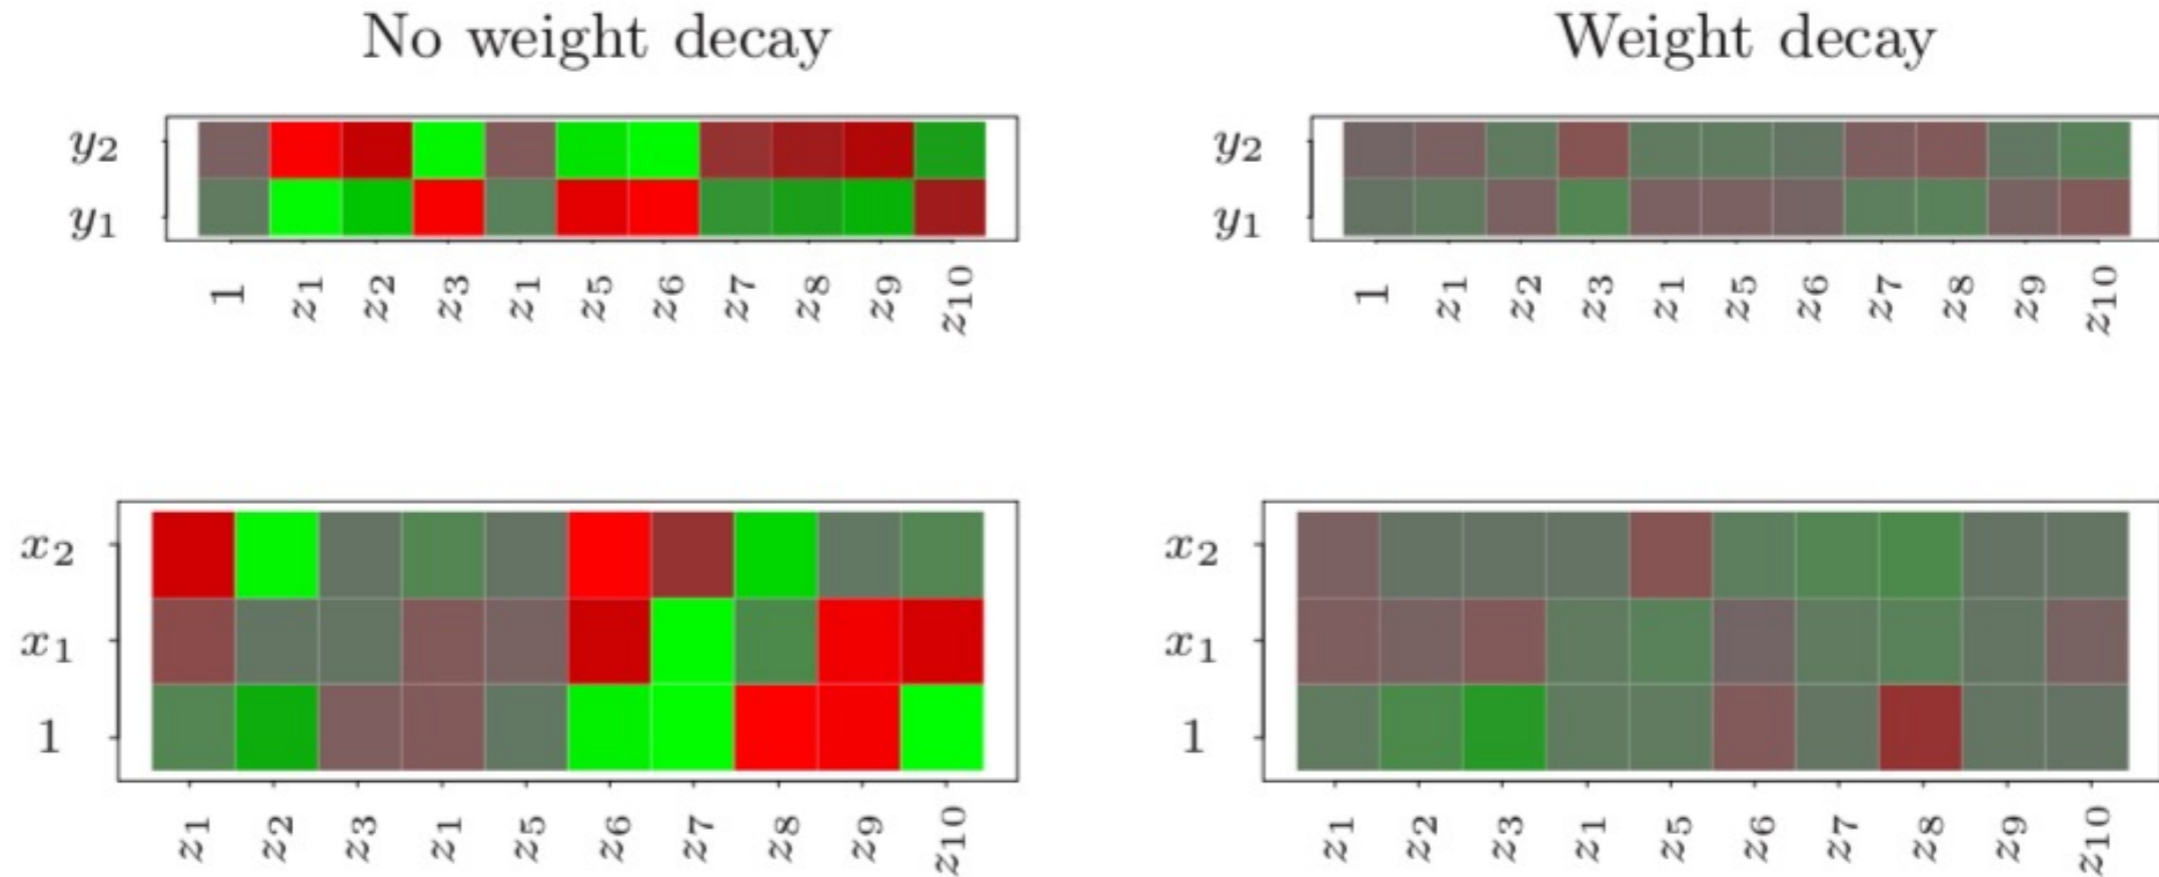 No weight decay
Weight decay
y2
y1
1 z1 z2 z3 z1 z5 z6 z7 z8 z9 z10
y2
y1
1 z1 z2 z3 z1 z5 z6 z7 z8 z9 z10
x2
x1
1
z1 z2 z3 z1 z5 z6 z7 z8 z9 z10
x2
x1
1
z1 z2 z3 z1 z5 z6 z7 z8 z9 z10